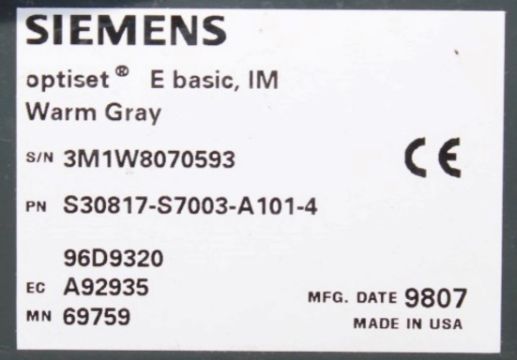 SIEMENS
optiset® E basic, IM
Warm Gray
S/N 3M1W8070593
CE
PN S30817-S7003-A101-4
96D9320
EC A92935
MN 69759
MFG. DATE 9807
MADE IN USA